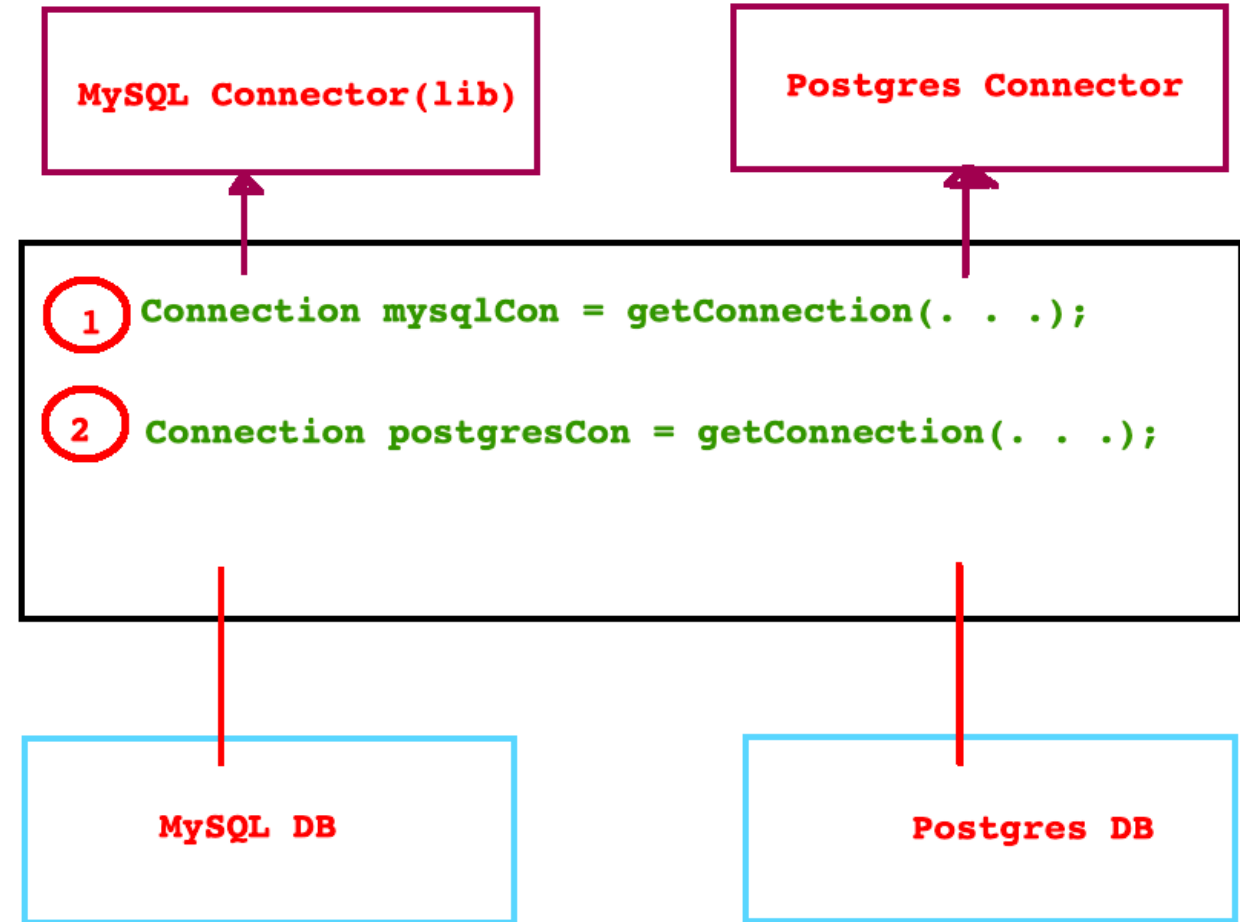 MySQL Connector(lib)
Postgres Connector
1
Connection mysqlCon = getConnection(. . .);
2
Connection postgresCon = getConnection(. . .);
MySQL DB
Postgres DB